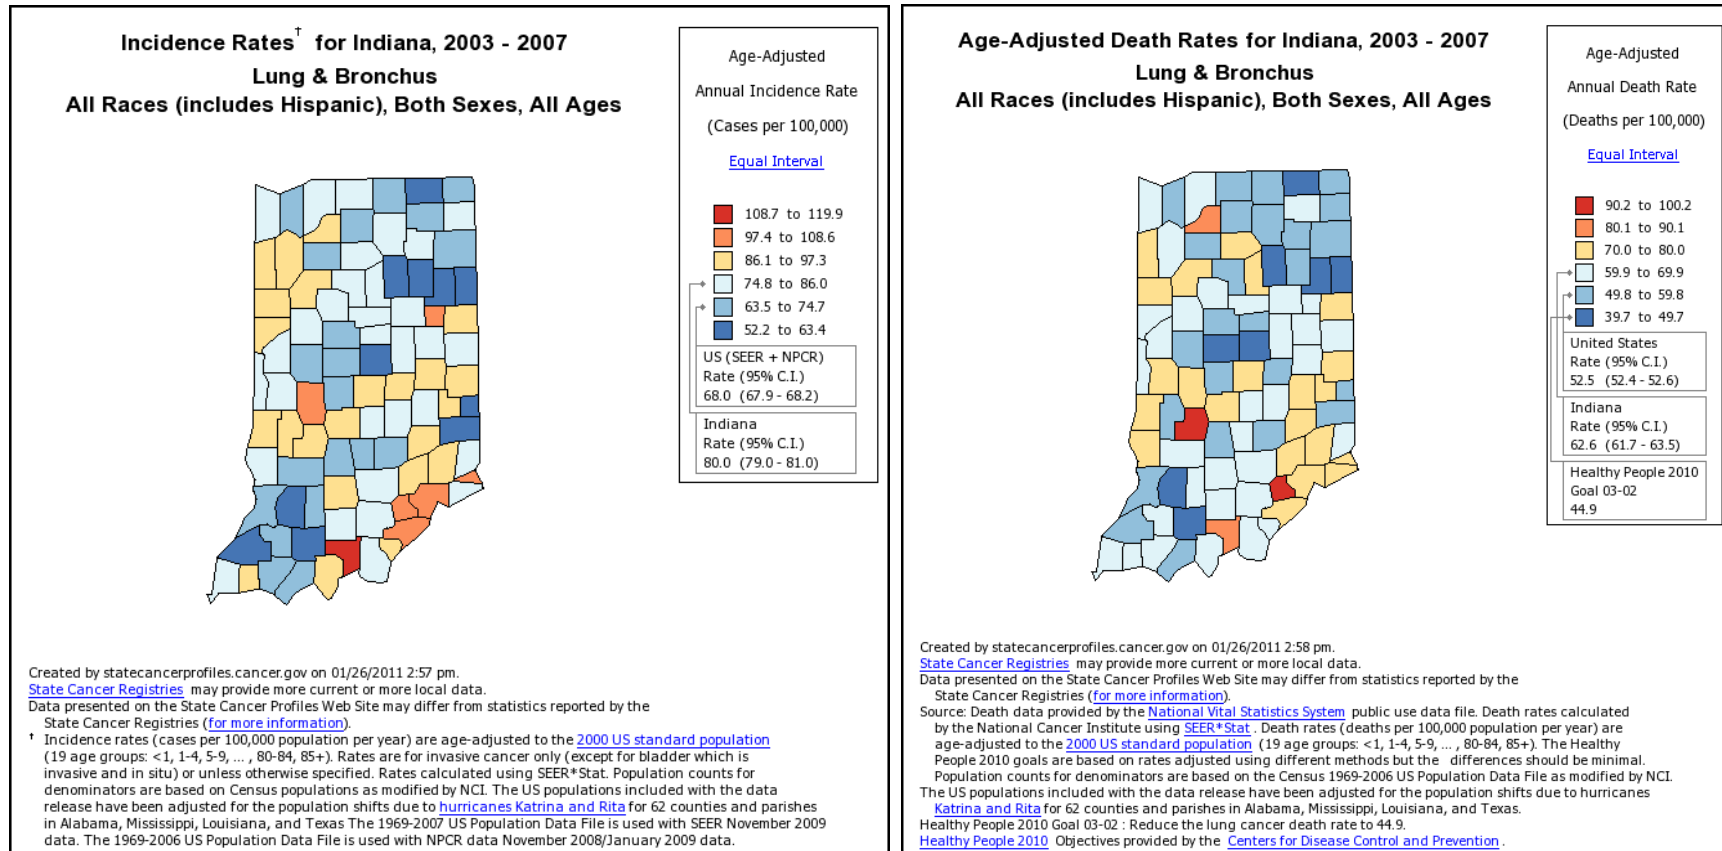 Incidence Rates† for Indiana, 2003 - 2007
Lung & Bronchus
All Races (includes Hispanic), Both Sexes, All Ages
Age-Adjusted
Annual Incidence Rate
(Cases per 100,000)
Equal Interval
108.7 to 119.9
97.4 to 108.6
86.1 to 97.3
74.8 to 86.0
63.5 to 74.7
52.2 to 63.4
US (SEER + NPCR)
Rate (95% C.I.)
68.0 (67.9 - 68.2)
Indiana
Rate (95% C.I.)
80.0 (79.0 - 81.0)
Created by statecancerprofiles.cancer.gov on 01/26/2011 2:57 pm.
State Cancer Registries may provide more current or more local data.
Data presented on the State Cancer Profiles Web Site may differ from statistics reported by the
State Cancer Registries (for more information).
† Incidence rates (cases per 100,000 population per year) are age-adjusted to the 2000 US standard population
(19 age groups: <1, 1-4, 5-9, ... , 80-84, 85+). Rates are for invasive cancer only (except for bladder which is
invasive and in situ) or unless otherwise specified. Rates calculated using SEER*Stat. Population counts for
denominators are based on Census populations as modified by NCI. The US populations included with the data
release have been adjusted for the population shifts due to hurricanes Katrina and Rita for 62 counties and parishes
in Alabama, Mississippi, Louisiana, and Texas The 1969-2007 US Population Data File is used with SEER November 2009
data. The 1969-2006 US Population Data File is used with NPCR data November 2008/January 2009 data.
Age-Adjusted Death Rates for Indiana, 2003 - 2007
Lung & Bronchus
All Races (includes Hispanic), Both Sexes, All Ages
Age-Adjusted
Annual Death Rate
(Deaths per 100,000)
Equal Interval
90.2 to 100.2
80.1 to 90.1
70.0 to 80.0
59.9 to 69.9
49.8 to 59.8
39.7 to 49.7
United States
Rate (95% C.I.)
52.5 (52.4 - 52.6)
Indiana
Rate (95% C.I.)
62.6 (61.7 - 63.5)
Healthy People 2010
Goal 03-02
44.9
Created by statecancerprofiles.cancer.gov on 01/26/2011 2:58 pm.
State Cancer Registries may provide more current or more local data.
Data presented on the State Cancer Profiles Web Site may differ from statistics reported by the
State Cancer Registries (for more information).
Source: Death data provided by the National Vital Statistics System public use data file. Death rates calculated
by the National Cancer Institute using SEER*Stat . Death rates (deaths per 100,000 population per year) are
age-adjusted to the 2000 US standard population (19 age groups: <1, 1-4, 5-9, ... , 80-84, 85+). The Healthy
People 2010 goals are based on rates adjusted using different methods but the differences should be minimal.
Population counts for denominators are based on the Census 1969-2006 US Population Data File as modified by NCI.
The US populations included with the data release have been adjusted for the population shifts due to hurricanes
Katrina and Rita for 62 counties and parishes in Alabama, Mississippi, Louisiana, and Texas.
Healthy People 2010 Goal 03-02 : Reduce the lung cancer death rate to 44.9.
Healthy People 2010 Objectives provided by the Centers for Disease Control and Prevention .